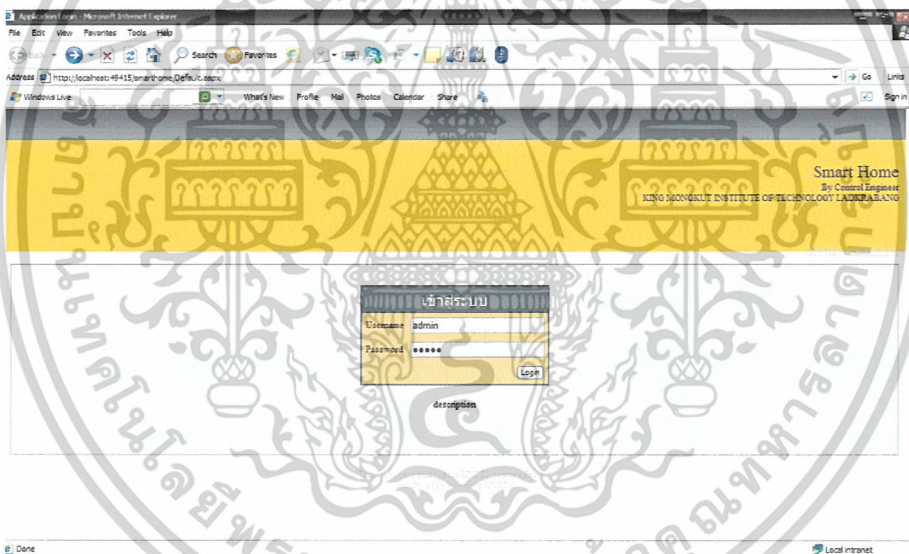 Application Login - Microsoft Internet Explorer
File Edit View Favorites Tools Help
Back Search Favorites
Address http://localhost:49415/smarthome/Default.aspx Go Links
Windows Live What's New Profile Mail Photos Calendar Share Sign in
Smart Home
By Control Engineer
KING MONGKUT INSTITUTE OF TECHNOLOGY LADKRABANG
เข้าสู่ระบบ
Username admin
Password •••••
Login
description
Done Local intranet